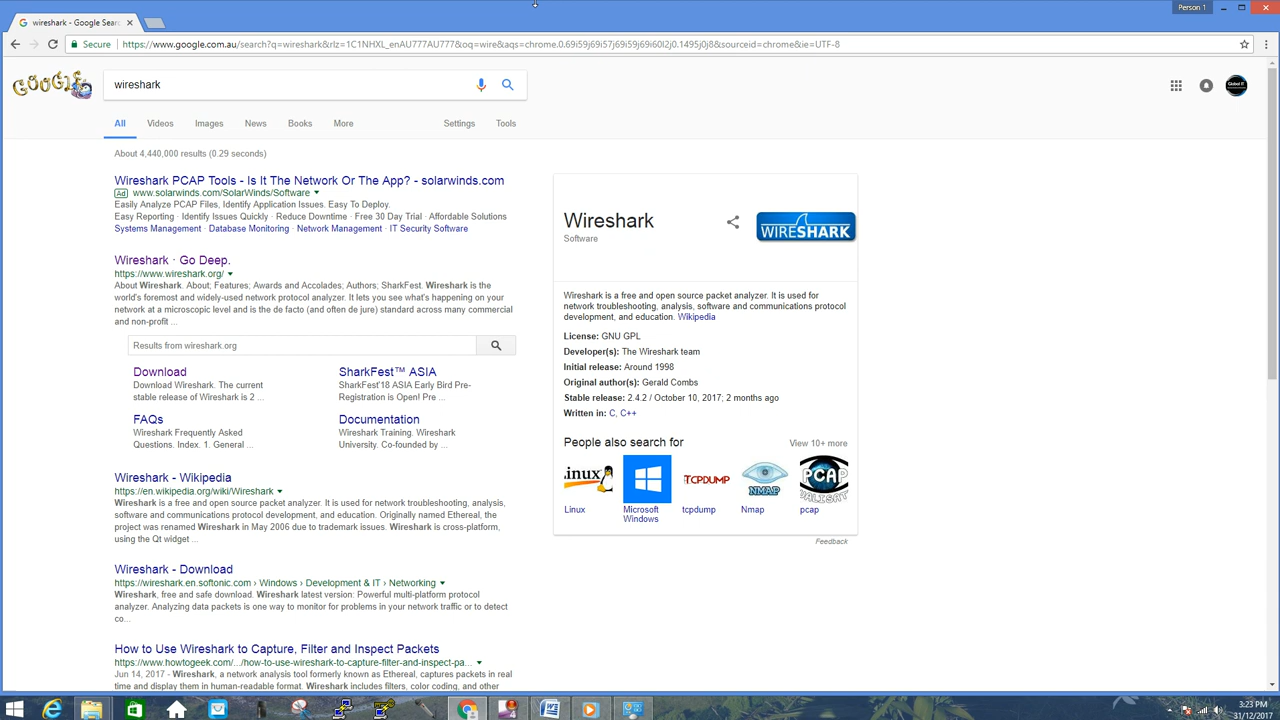 Person 1
wireshark - Google Sear
Secure
https://www.google.com.au/search?q=wireshark&rlz=1C1NHXL_enAU777AU777&oq=wire&aqs=chrome.0.69i59j69i57j69i59j69i60l2j0.1495j0j8&sourceid=chrome&ie=UTF-8
GOOGLE
wireshark
All Videos Images News Books More Settings Tools
About 4,440,000 results (0.29 seconds)
Wireshark PCAP Tools - Is It The Network Or The App? - solarwinds.com
Ad www.solarwinds.com/SolarWinds/Software
Easily Analyze PCAP Files, Identify Application Issues. Easy To Deploy.
Easy Reporting · Identify Issues Quickly · Reduce Downtime · Free 30 Day Trial · Affordable Solutions
Systems Management · Database Monitoring · Network Management · IT Security Software
Wireshark · Go Deep.
https://www.wireshark.org/
About Wireshark. About; Features; Awards and Accolades; Authors; SharkFest. Wireshark is the
world's foremost and widely-used network protocol analyzer. It lets you see what's happening on your
network at a microscopic level and is the de facto (and often de jure) standard across many commercial
and non-profit ...
Results from wireshark.org
Download
Download Wireshark. The current
stable release of Wireshark is 2 ...
SharkFest™ ASIA
SharkFest'18 ASIA Early Bird Pre-
Registration is Open! Pre ...
FAQs
Wireshark Frequently Asked
Questions. Index. 1. General ...
Documentation
Wireshark Training. Wireshark
University. Co-founded by ...
Wireshark - Wikipedia
https://en.wikipedia.org/wiki/Wireshark
Wireshark is a free and open source packet analyzer. It is used for network troubleshooting, analysis,
software and communications protocol development, and education. Originally named Ethereal, the
project was renamed Wireshark in May 2006 due to trademark issues. Wireshark is cross-platform,
using the Qt widget ...
Wireshark - Download
https://wireshark.en.softonic.com › Windows › Development & IT › Networking
Wireshark, free and safe download. Wireshark latest version: Powerful multi-platform protocol
analyzer. Analyzing data packets is one way to monitor for problems in your network traffic or to detect
co...
How to Use Wireshark to Capture, Filter and Inspect Packets
https://www.howtogeek.com/.../how-to-use-wireshark-to-capture-filter-and-inspect-pa...
Jun 14, 2017 - Wireshark, a network analysis tool formerly known as Ethereal, captures packets in real
time and display them in human-readable format. Wireshark includes filters, color coding, and other
Wireshark
Software
WIRESHARK
Wireshark is a free and open source packet analyzer. It is used for
network troubleshooting, analysis, software and communications protocol
development, and education. Wikipedia
License: GNU GPL
Developer(s): The Wireshark team
Initial release: Around 1998
Original author(s): Gerald Combs
Stable release: 2.4.2 / October 10, 2017; 2 months ago
Written in: C, C++
People also search for
View 10+ more
inux
TCPDUMP
NMAP
PCAP
Linux
Microsoft
Windows
tcpdump
Nmap
pcap
Feedback
Global IT
3:23 PM
31/12/2017